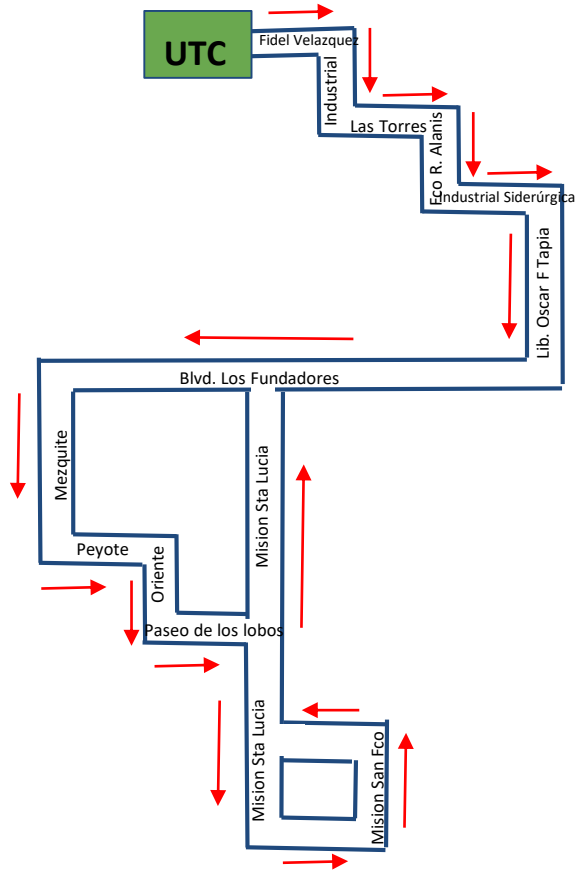 UTC
Fidel Velazquez
Industrial
Las Torres
Fco R. Alanis
Industrial Siderúrgica
Lib. Oscar F Tapia
Blvd. Los Fundadores
Mezquite
Mision Sta Lucia
Peyote
Oriente
Paseo de los lobos
Mision Sta Lucia
Mision San Fco